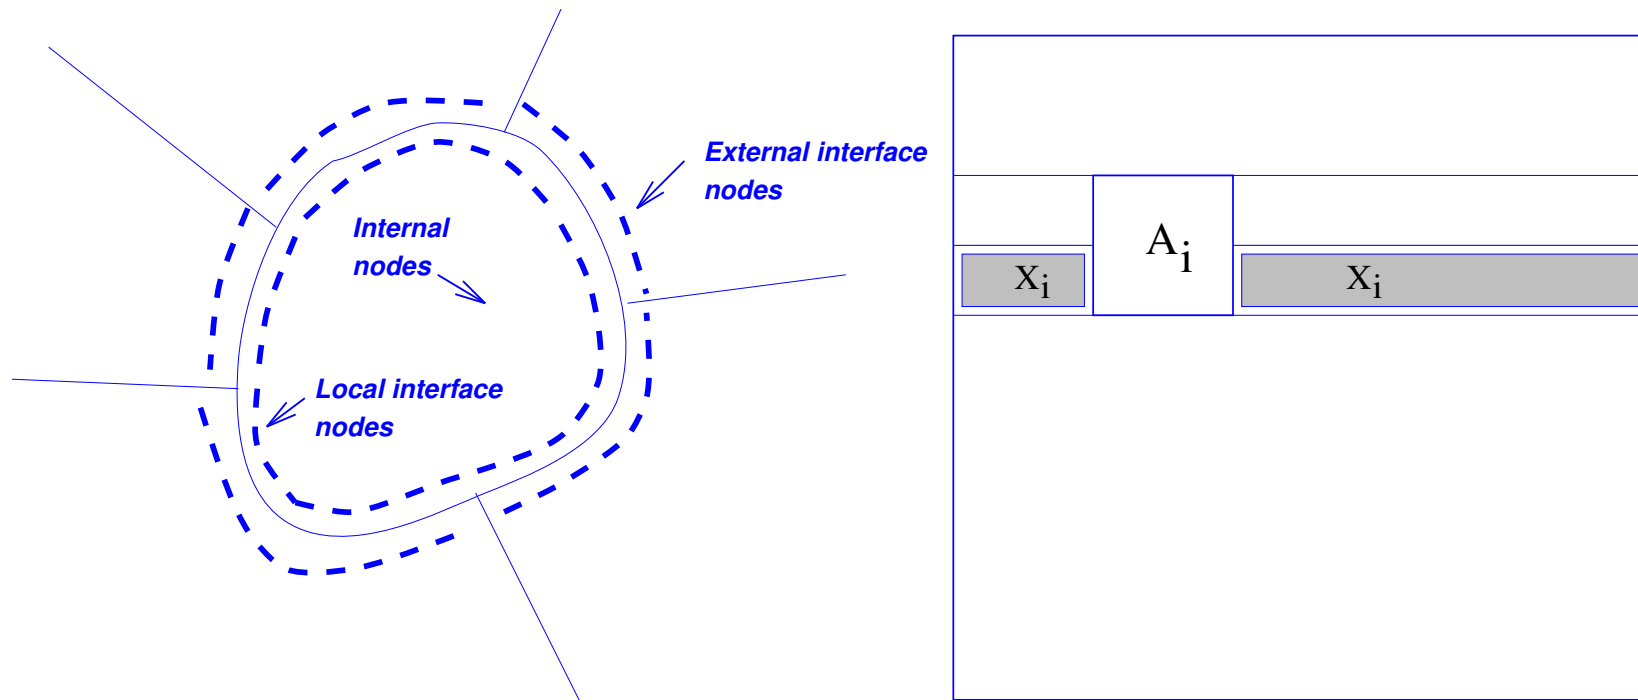 External interface
nodes
Internal
nodes
Local interface
nodes
A_i
X_i
X_i